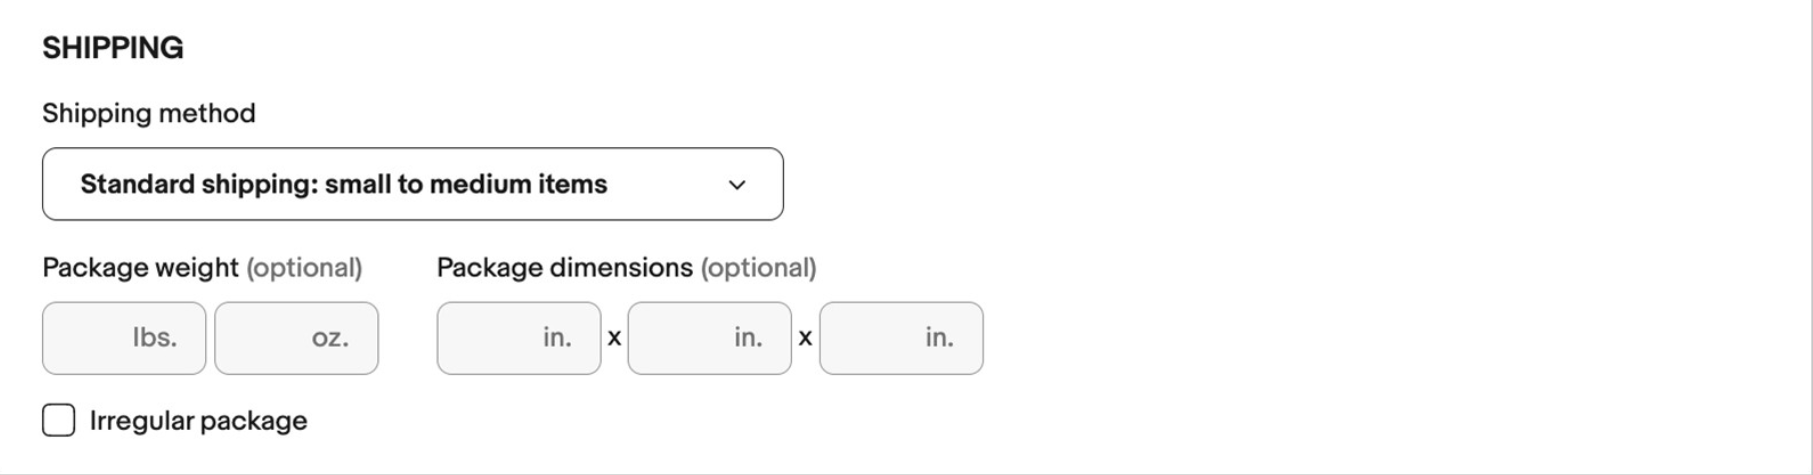 SHIPPING
Shipping method
Standard shipping: small to medium items
Package weight (optional) Package dimensions (optional)
lbs. oz. in. x in. x in.
Irregular package